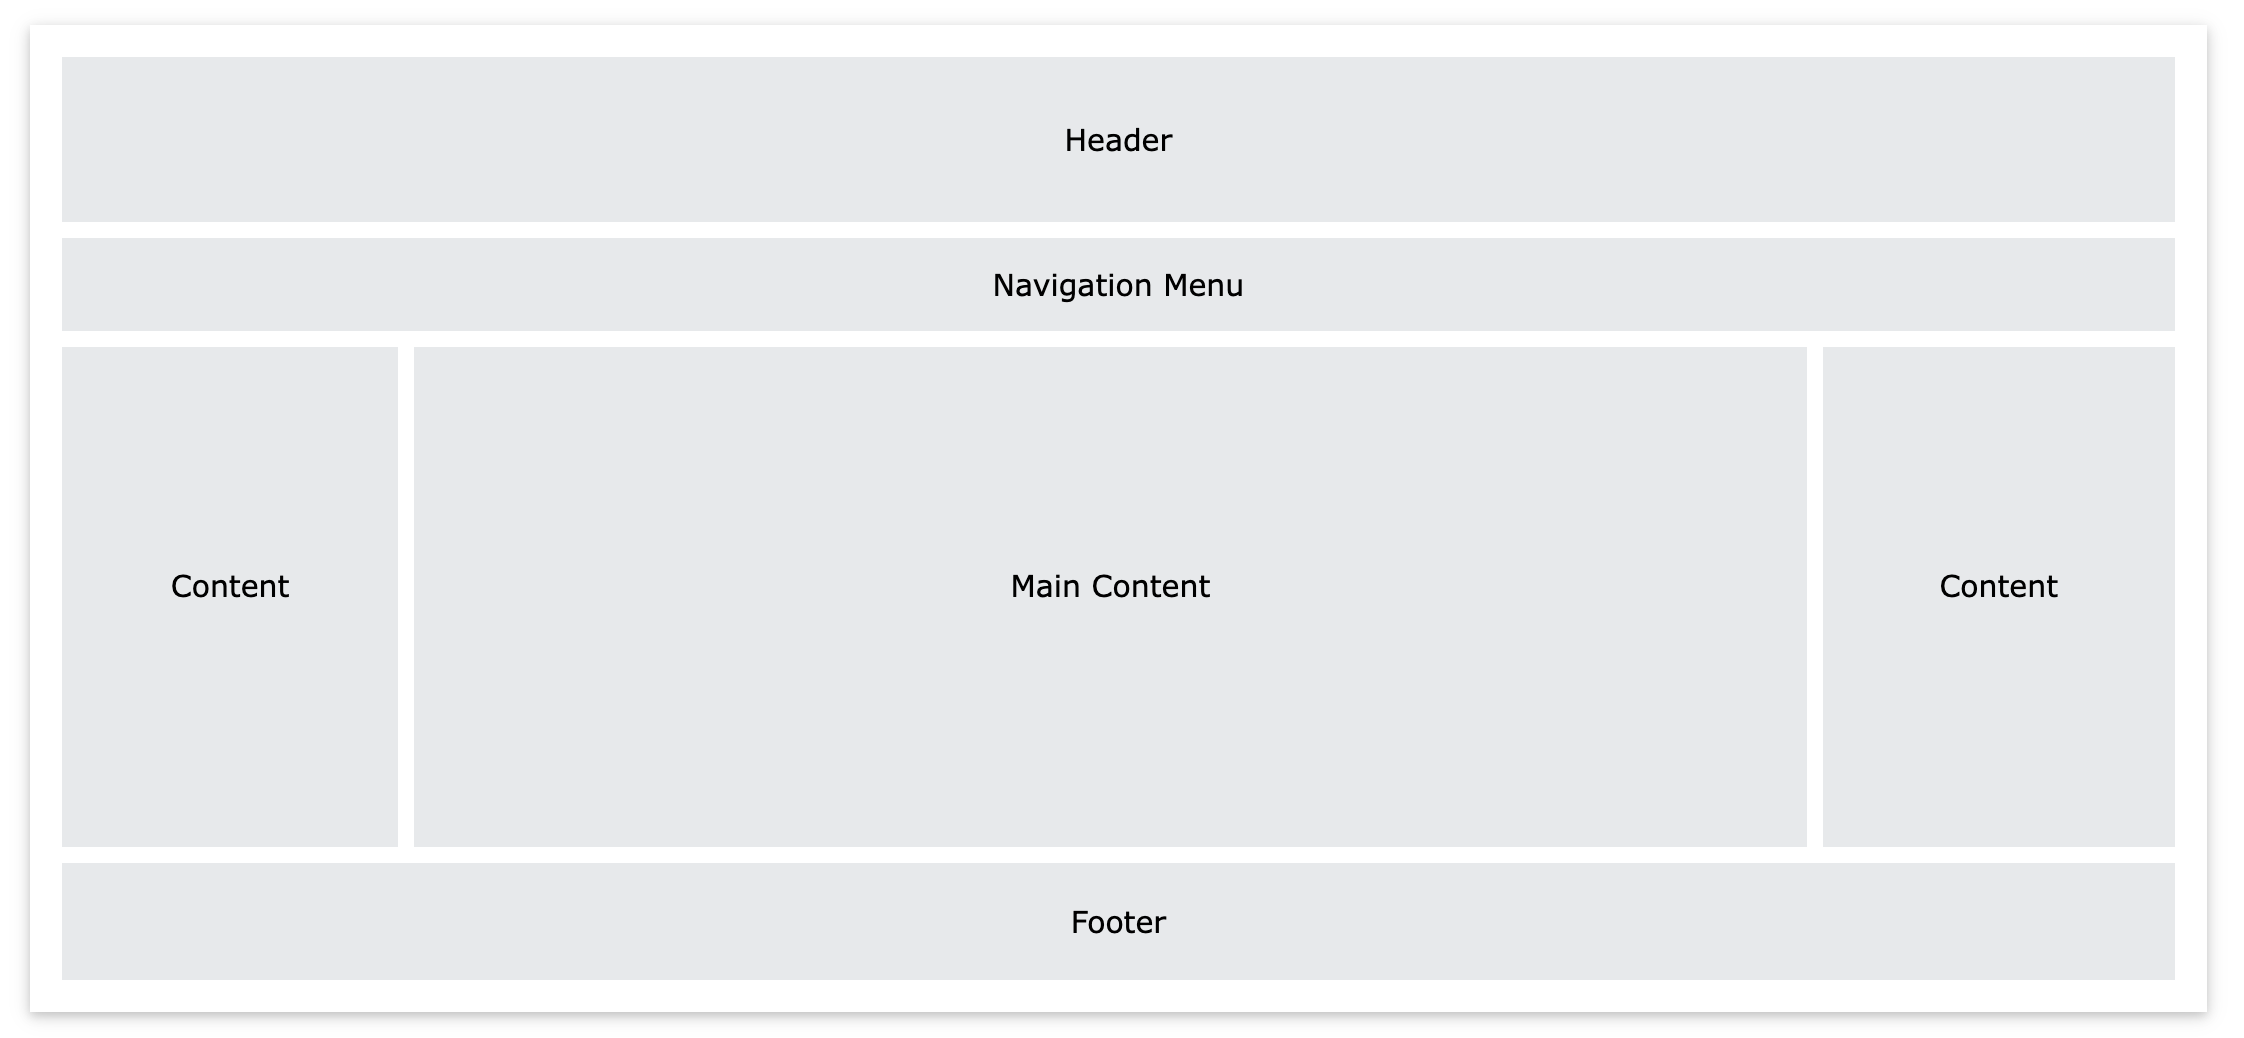 Header
Navigation Menu
Content
Main Content
Content
Footer